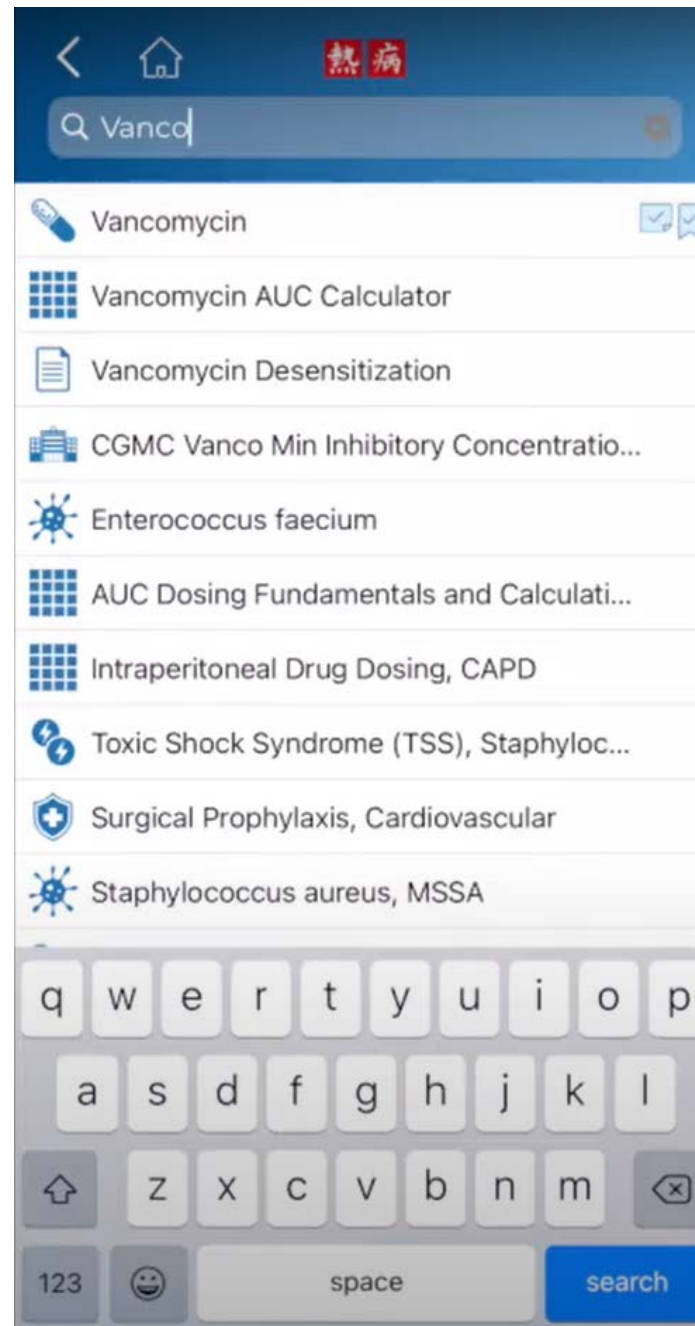 熱病
Vanco
Vancomycin
Vancomycin AUC Calculator
Vancomycin Desensitization
CGMC Vanco Min Inhibitory Concentratio...
Enterococcus faecium
AUC Dosing Fundamentals and Calculati...
Intraperitoneal Drug Dosing, CAPD
Toxic Shock Syndrome (TSS), Staphyloc...
Surgical Prophylaxis, Cardiovascular
Staphylococcus aureus, MSSA
q w e r t y u i o p
a s d f g h j k l
z x c v b n m
123 space search